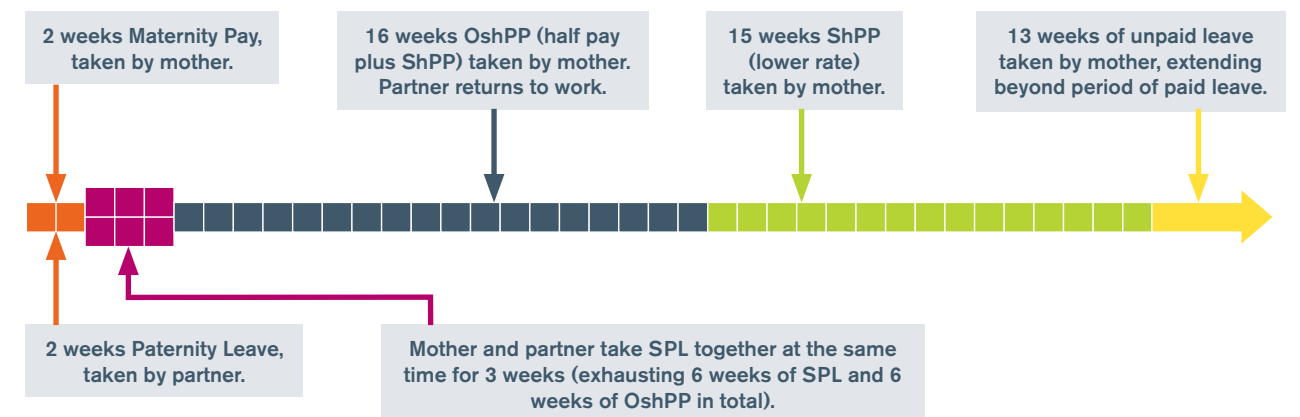 2 weeks Maternity Pay,
taken by mother.
16 weeks OshPP (half pay
plus ShPP) taken by mother.
Partner returns to work.
15 weeks ShPP
(lower rate)
taken by mother.
13 weeks of unpaid leave
taken by mother, extending
beyond period of paid leave.
2 weeks Paternity Leave,
taken by partner.
Mother and partner take SPL together at the same
time for 3 weeks (exhausting 6 weeks of SPL and 6
weeks of OshPP in total).